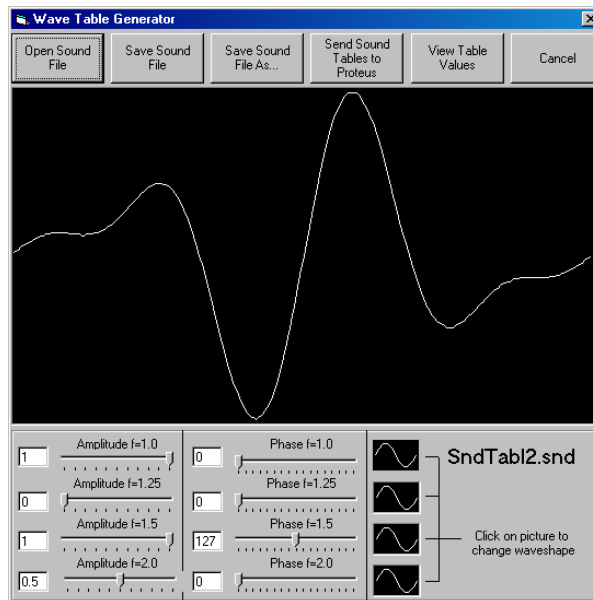 Wave Table Generator
Open Sound
File
Save Sound
File
Save Sound
File As...
Send Sound
Tables to
Proteus
View Table
Values
Cancel
1
Amplitude f=1.0
0
Phase f=1.0
SndTabl2.snd
0
Amplitude f=1.25
0
Phase f=1.25
1
Amplitude f=1.5
127
Phase f=1.5
Click on picture to
change waveshape
0.5
Amplitude f=2.0
0
Phase f=2.0